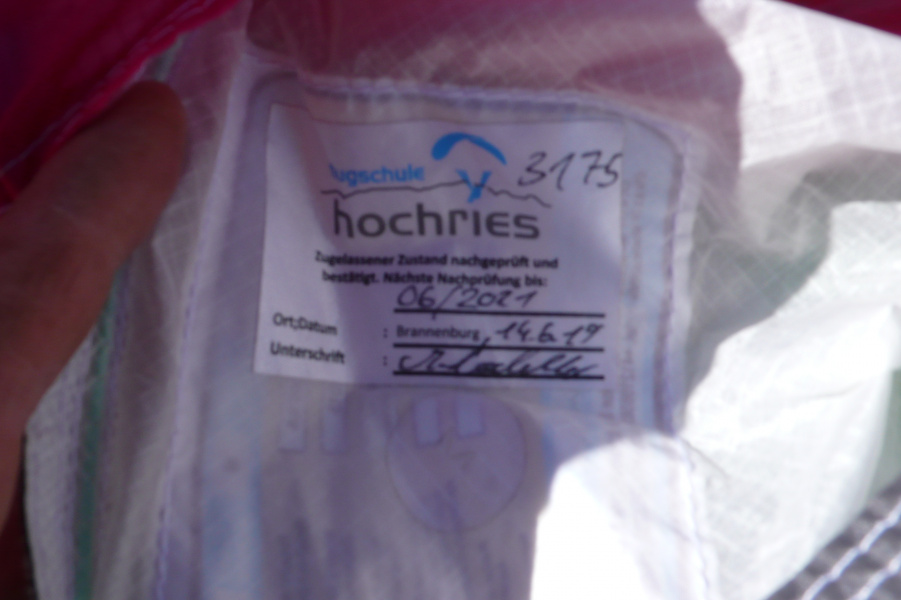 lugschule 3175
hochries
Zugelassener Zustand nachgeprüft und
bestätigt. Nächste Nachprüfung bis:
06/2021
Ort;Datum : Brannenburg, 14.6.19
Unterschrift :